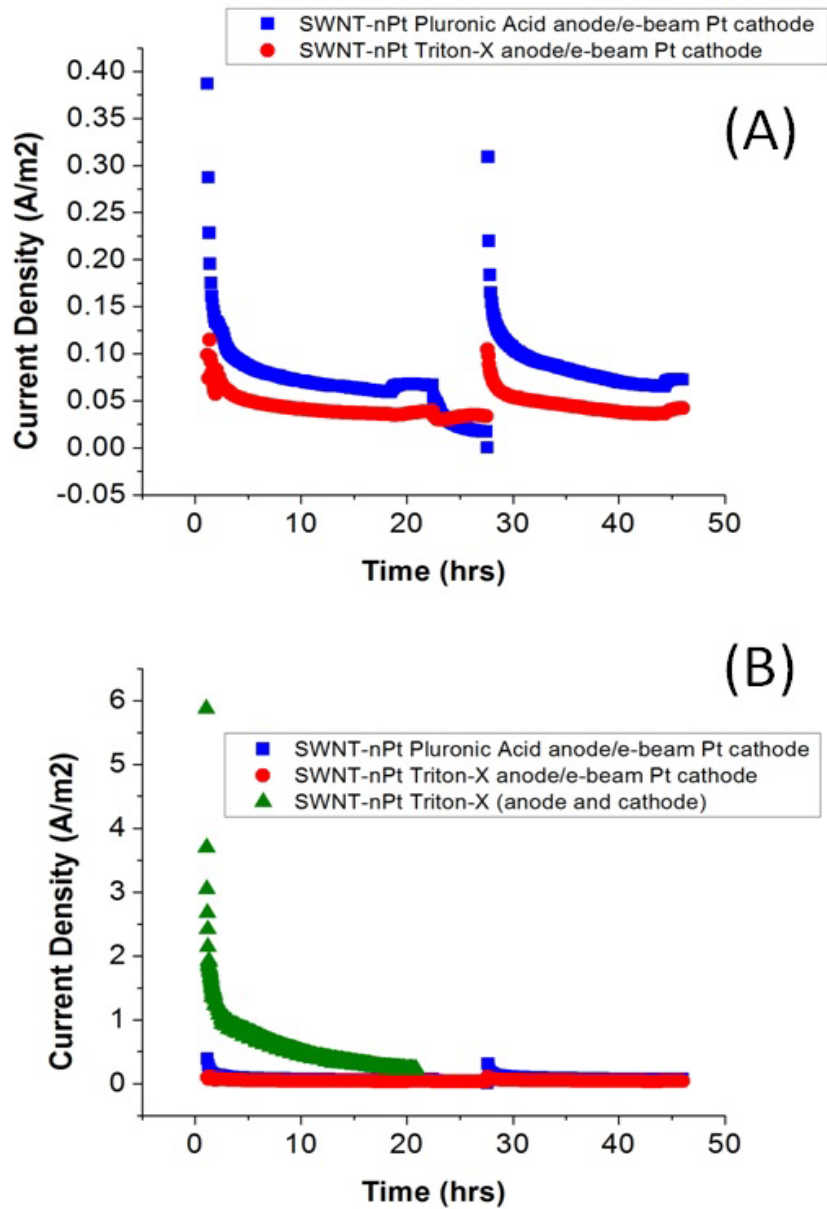 SWNT-nPt Pluronic Acid anode/e-beam Pt cathode
SWNT-nPt Triton-X anode/e-beam Pt cathode
(A)
0.40
0.35
0.30
0.25
0.20
0.15
0.10
0.05
0.00
-0.05
Current Density (A/m2)
0 10 20 30 40 50
Time (hrs)
(B)
SWNT-nPt Pluronic Acid anode/e-beam Pt cathode
SWNT-nPt Triton-X anode/e-beam Pt cathode
SWNT-nPt Triton-X (anode and cathode)
6
5
4
3
2
1
0
Current Density (A/m2)
0 10 20 30 40 50
Time (hrs)